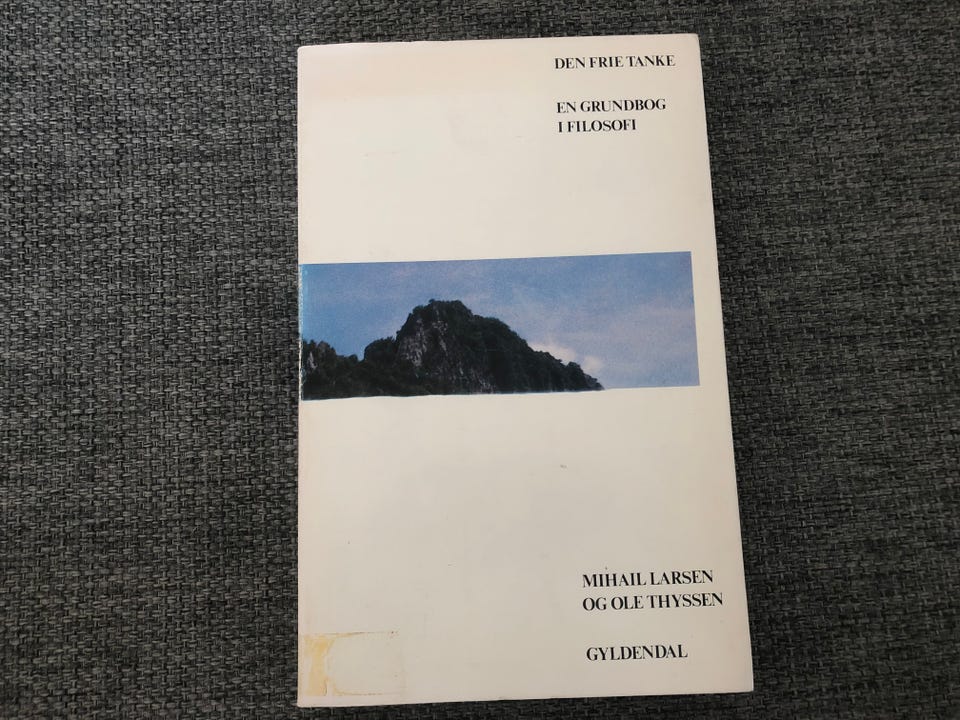 DEN FRIE TANKE
EN GRUNDBOG
I FILOSOFI
MIHAIL LARSEN
OG OLE THYSSEN
GYLDENDAL